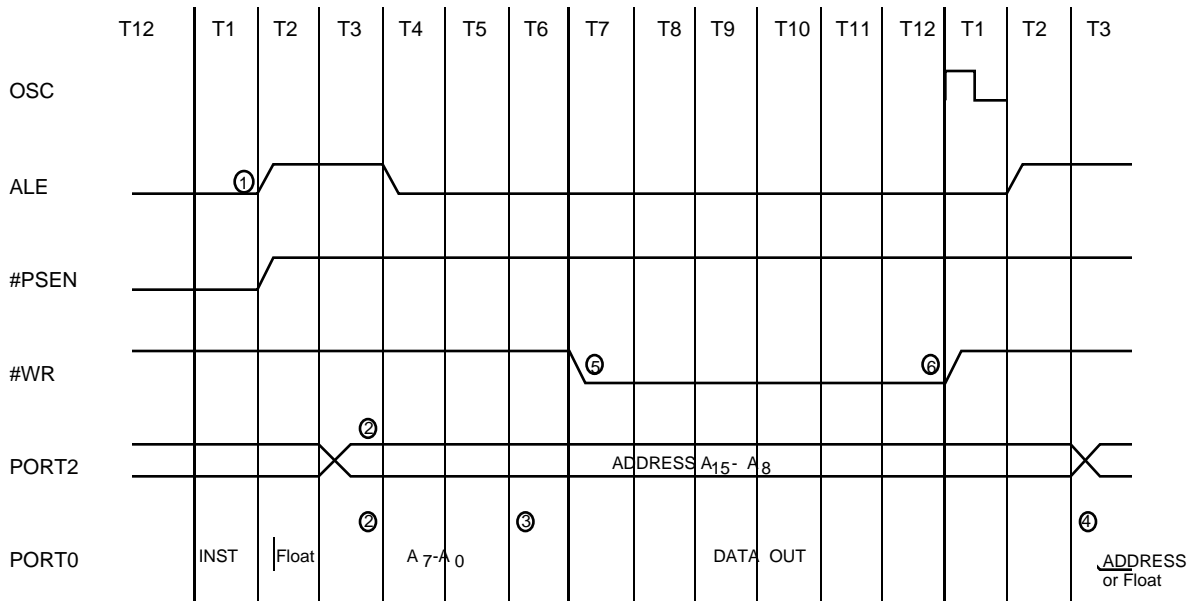 T12 T1 T2 T3 T4 T5 T6 T7 T8 T9 T10 T11 T12 T1 T2 T3
OSC
ALE ①
#PSEN
#WR ⑤ ⑥
②
PORT2 ADDRESS A15- A8
② ③ ④
PORT0 INST Float A7-A0 DATA OUT ADDRESS
or Float